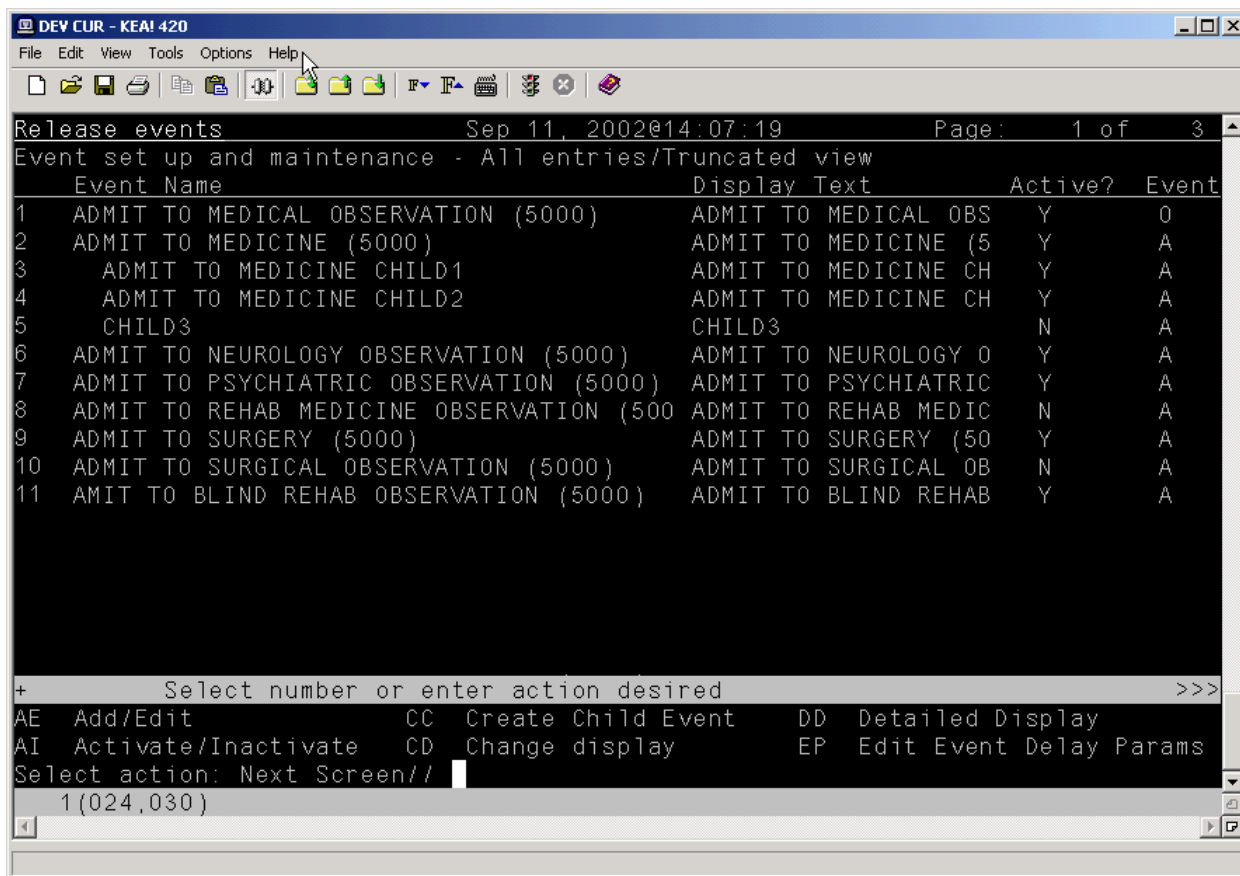 DEV CUR - KEA! 420
File Edit View Tools Options Help
Release events Sep 11, 2002@14:07:19 Page: 1 of 3
Event set up and maintenance - All entries/Truncated view
Event Name Display Text Active? Event
1 ADMIT TO MEDICAL OBSERVATION (5000) ADMIT TO MEDICAL OBS Y O
2 ADMIT TO MEDICINE (5000) ADMIT TO MEDICINE (5 Y A
3 ADMIT TO MEDICINE CHILD1 ADMIT TO MEDICINE CH Y A
4 ADMIT TO MEDICINE CHILD2 ADMIT TO MEDICINE CH Y A
5 CHILD3 CHILD3 N A
6 ADMIT TO NEUROLOGY OBSERVATION (5000) ADMIT TO NEUROLOGY O Y A
7 ADMIT TO PSYCHIATRIC OBSERVATION (5000) ADMIT TO PSYCHIATRIC Y A
8 ADMIT TO REHAB MEDICINE OBSERVATION (500 ADMIT TO REHAB MEDIC N A
9 ADMIT TO SURGERY (5000) ADMIT TO SURGERY (50 Y A
10 ADMIT TO SURGICAL OBSERVATION (5000) ADMIT TO SURGICAL OB N A
11 AMIT TO BLIND REHAB OBSERVATION (5000) ADMIT TO BLIND REHAB Y A
+ Select number or enter action desired >>>
AE Add/Edit CC Create Child Event DD Detailed Display
AI Activate/Inactivate CD Change display EP Edit Event Delay Params
Select action: Next Screen//
1(024,030)